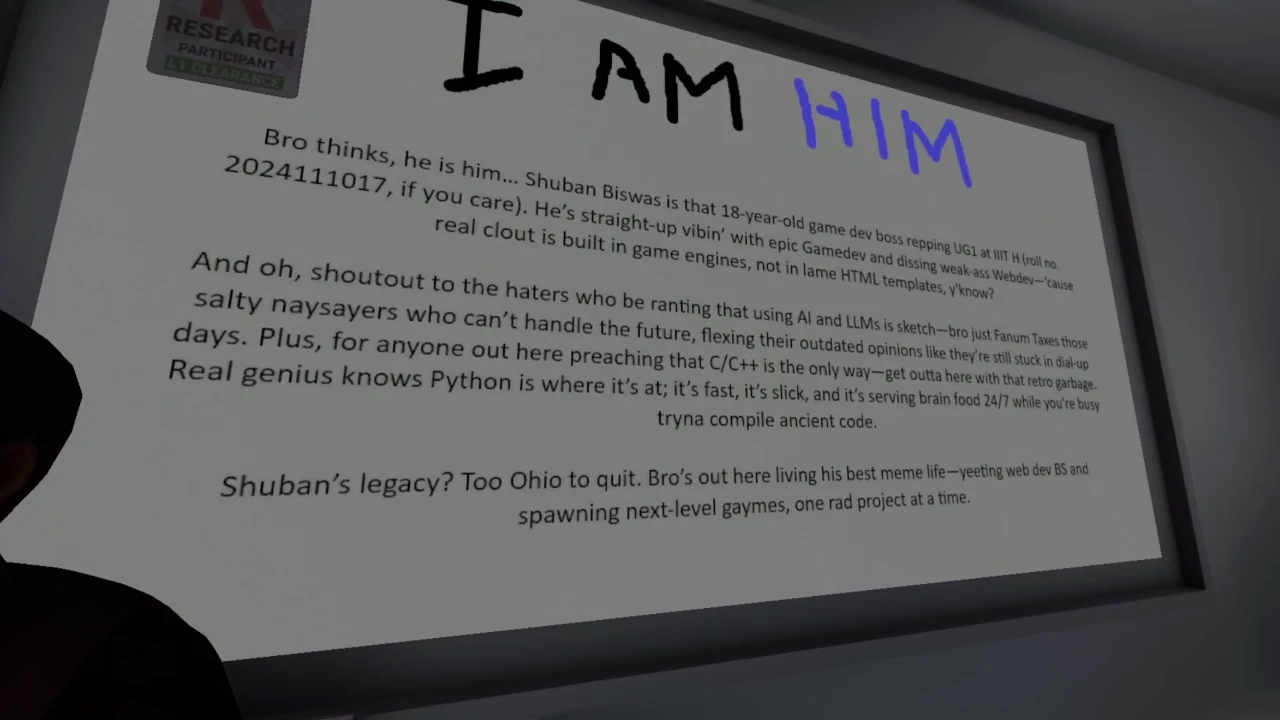 RESEARCH
PARTICIPANT
L1 CLEARANCE
I AM HIM
Bro thinks, he is him... Shuban Biswas is that 18-year-old game dev boss repping UG1 at IIIT H (roll no.
2024111017, if you care). He’s straight-up vibin’ with epic Gamedev and dissing weak-ass Webdev—’cause
real clout is built in game engines, not in lame HTML templates, y’know?
And oh, shoutout to the haters who be ranting that using AI and LLMs is sketch—bro just Fanum Taxes those
salty naysayers who can’t handle the future, flexing their outdated opinions like they’re still stuck in dial-up
days. Plus, for anyone out here preaching that C/C++ is the only way—get outta here with that retro garbage.
Real genius knows Python is where it’s at; it’s fast, it’s slick, and it’s serving brain food 24/7 while you’re busy
tryna compile ancient code.
Shuban’s legacy? Too Ohio to quit. Bro’s out here living his best meme life—yeeting web dev BS and
spawning next-level gaymes, one rad project at a time.